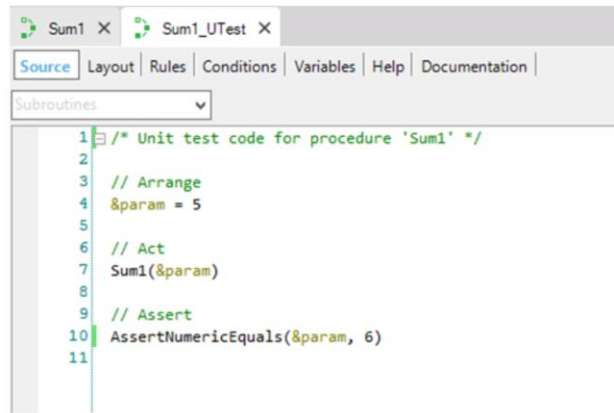 Sum1 X Sum1_UTest X
Source Layout Rules Conditions Variables Help Documentation
Subroutines
1 /* Unit test code for procedure 'Sum1' */
2
3 // Arrange
4 &param = 5
5
6 // Act
7 Sum1(&param)
8
9 // Assert
10 AssertNumericEquals(&param, 6)
11